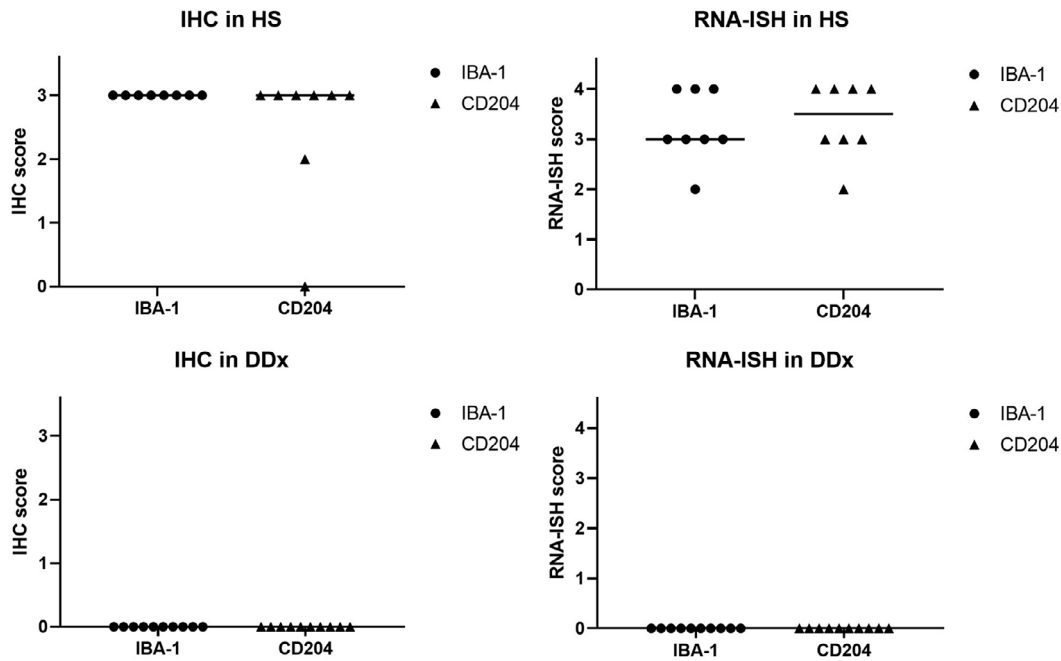 IHC in HS
IHC score
3
2
1
0
IBA-1
CD204
IBA-1
CD204
RNA-ISH in HS
RNA-ISH score
4
3
2
1
0
IBA-1
CD204
IBA-1
CD204
IHC in DDx
IHC score
3
2
1
0
IBA-1
CD204
IBA-1
CD204
RNA-ISH in DDx
RNA-ISH score
4
3
2
1
0
IBA-1
CD204
IBA-1
CD204